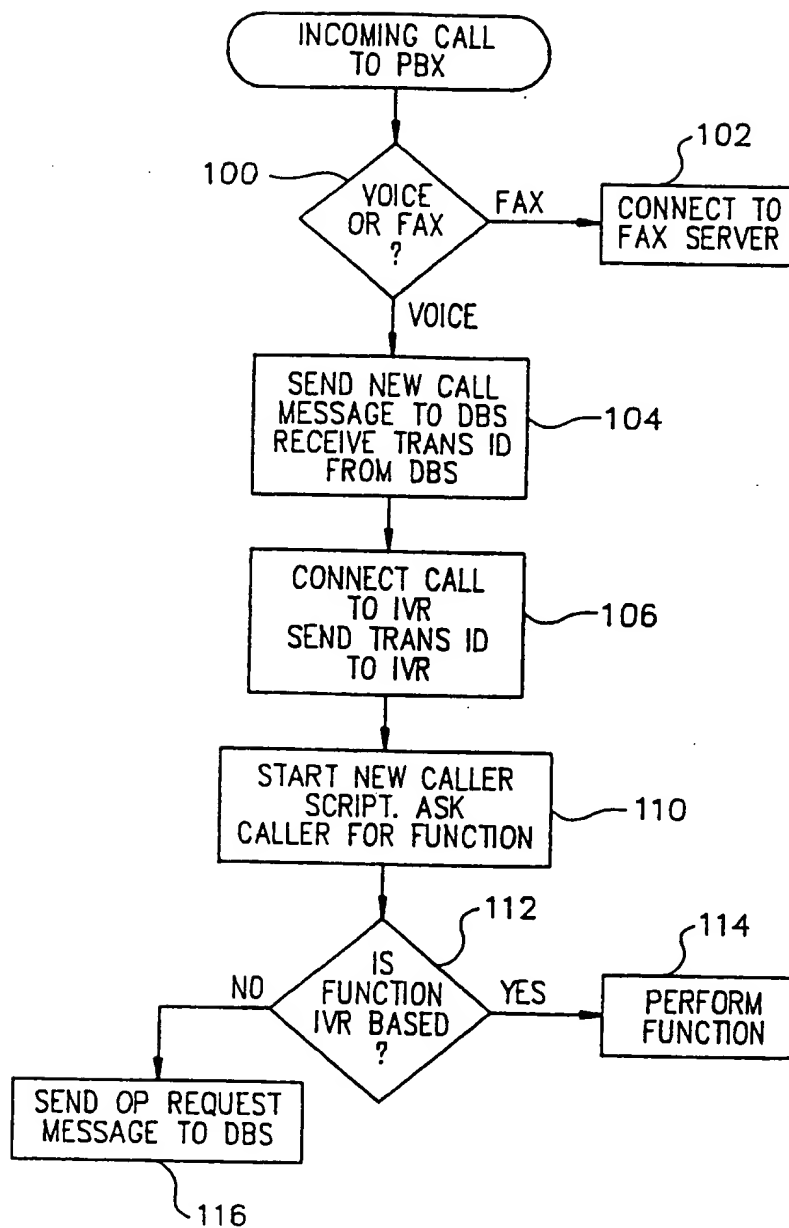 INCOMING CALL
TO PBX
102
100
VOICE
OR FAX
?
FAX
CONNECT TO
FAX SERVER
VOICE
SEND NEW CALL
MESSAGE TO DBS
RECEIVE TRANS ID
FROM DBS
104
CONNECT CALL
TO IVR
SEND TRANS ID
TO IVR
106
START NEW CALLER
SCRIPT. ASK
CALLER FOR FUNCTION
110
112
IS
FUNCTION
IVR BASED
?
NO
YES
114
PERFORM
FUNCTION
SEND OP REQUEST
MESSAGE TO DBS
116